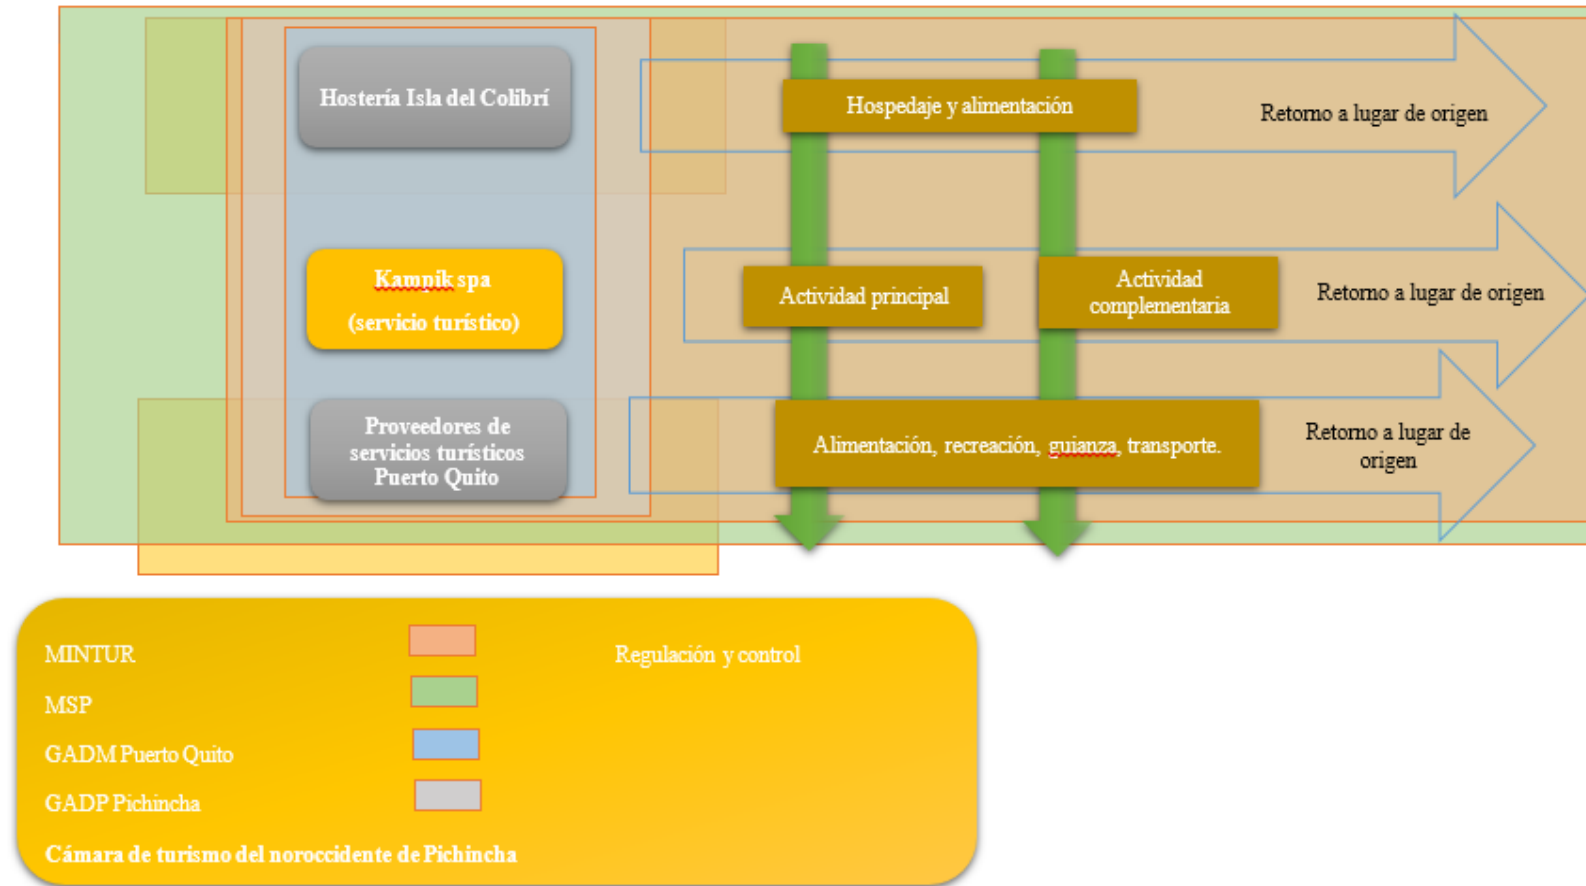 Hostería Isla del Colibrí
Hospedaje y alimentación
Retorno a lugar de origen
Kampik spa
(servicio turístico)
Actividad principal
Actividad
complementaria
Retorno a lugar de origen
Proveedores de
servicios turísticos
Puerto Quito
Alimentación, recreación, guianza, transporte.
Retorno a lugar de
origen
MINTUR
Regulación y control
MSP
GADM Puerto Quito
GADP Pichincha
Cámara de turismo del noroccidente de Pichincha